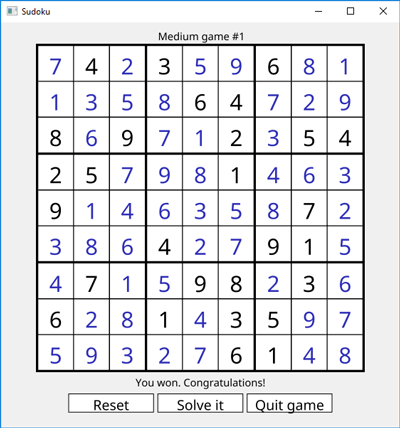 Sudoku
Medium game #1
7 4 2 3 5 9 6 8 1
1 3 5 8 6 4 7 2 9
8 6 9 7 1 2 3 5 4
2 5 7 9 8 1 4 6 3
9 1 4 6 3 5 8 7 2
3 8 6 4 2 7 9 1 5
4 7 1 5 9 8 2 3 6
6 2 8 1 4 3 5 9 7
5 9 3 2 7 6 1 4 8
You won. Congratulations!
Reset Solve it Quit game